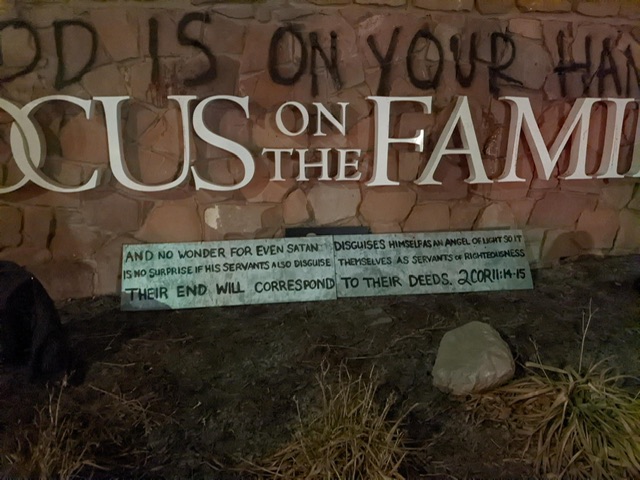 OD IS ON YOUR HAN
OCUS ON THE FAMI
AND NO WONDER FOR EVEN SATAN DISGUISES HIMSELF AS AN ANGEL OF LIGHT SO IT
IS NO SURPRISE IF HIS SERVANTS ALSO DISGUISE THEMSELVES AS SERVANTS OF RIGHTEOUSNESS
THEIR END WILL CORRESPOND TO THEIR DEEDS. 2COR11:14-15